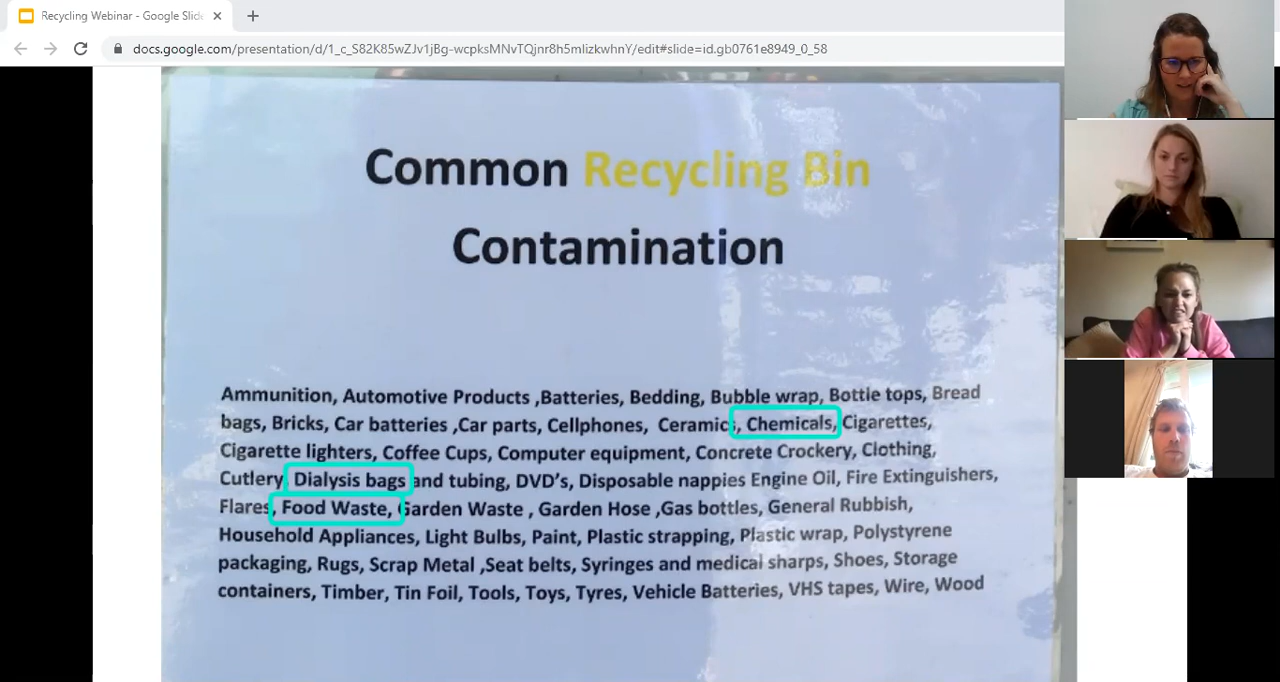 Recycling Webinar - Google Slide
docs.google.com/presentation/d/1_c_S82K85wZJv1jBg-wcpksMNvTQjnr8h5mlizkwhnY/edit#slide=id.gb0761e8949_0_58
Common Recycling Bin
Contamination
Ammunition, Automotive Products ,Batteries, Bedding, Bubble wrap, Bottle tops, Bread
bags, Bricks, Car batteries ,Car parts, Cellphones, Ceramics, Chemicals, Cigarettes,
Cigarette lighters, Coffee Cups, Computer equipment, Concrete Crockery, Clothing,
Cutlery Dialysis bags and tubing, DVD's, Disposable nappies Engine Oil, Fire Extinguishers,
Flares, Food Waste, Garden Waste , Garden Hose ,Gas bottles, General Rubbish,
Household Appliances, Light Bulbs, Paint, Plastic strapping, Plastic wrap, Polystyrene
packaging, Rugs, Scrap Metal ,Seat belts, Syringes and medical sharps, Shoes, Storage
containers, Timber, Tin Foil, Tools, Toys, Tyres, Vehicle Batteries, VHS tapes, Wire, Wood